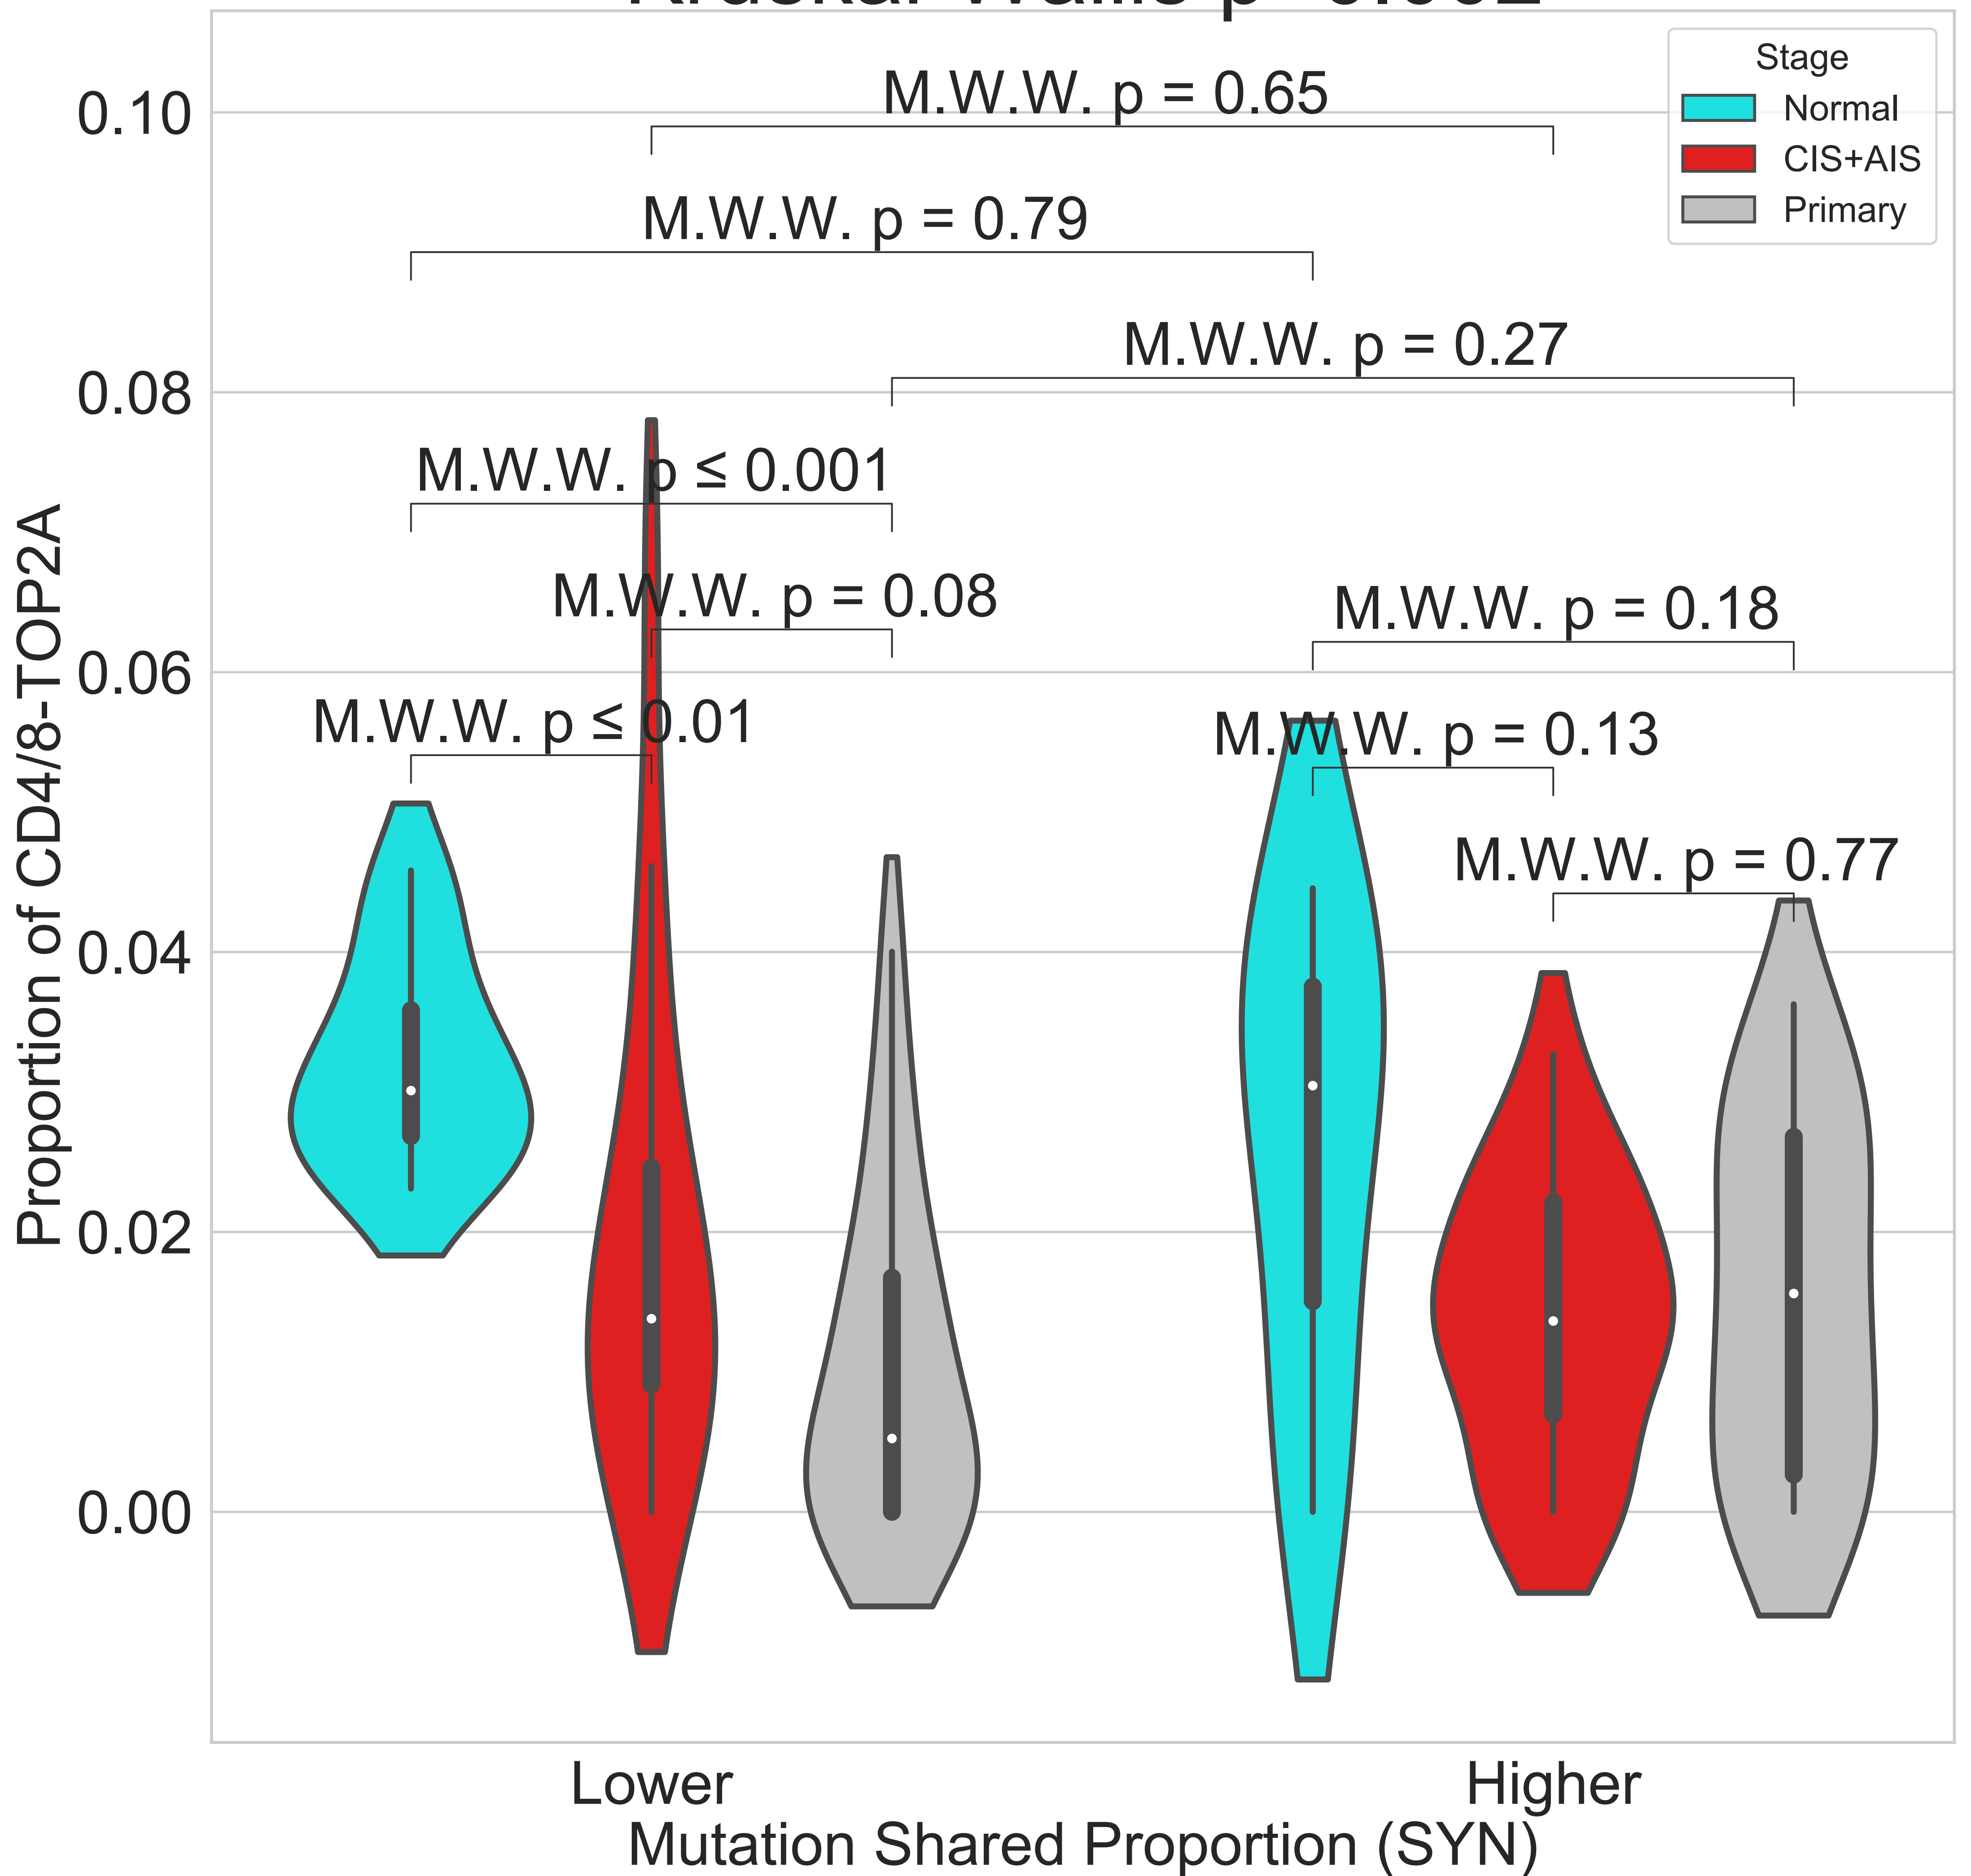 Stage
Normal
CIS+AIS
Primary
M.W.W. p = 0.65
M.W.W. p = 0.79
M.W.W. p = 0.27
M.W.W. p ≤ 0.001
M.W.W. p = 0.08
M.W.W. p = 0.18
M.W.W. p ≤ 0.01
M.W.W. p = 0.13
M.W.W. p = 0.77
0.10
0.08
0.06
0.04
0.02
0.00
Proportion of CD4/8-TOP2A
Lower
Higher
Mutation Shared Proportion (SYN)